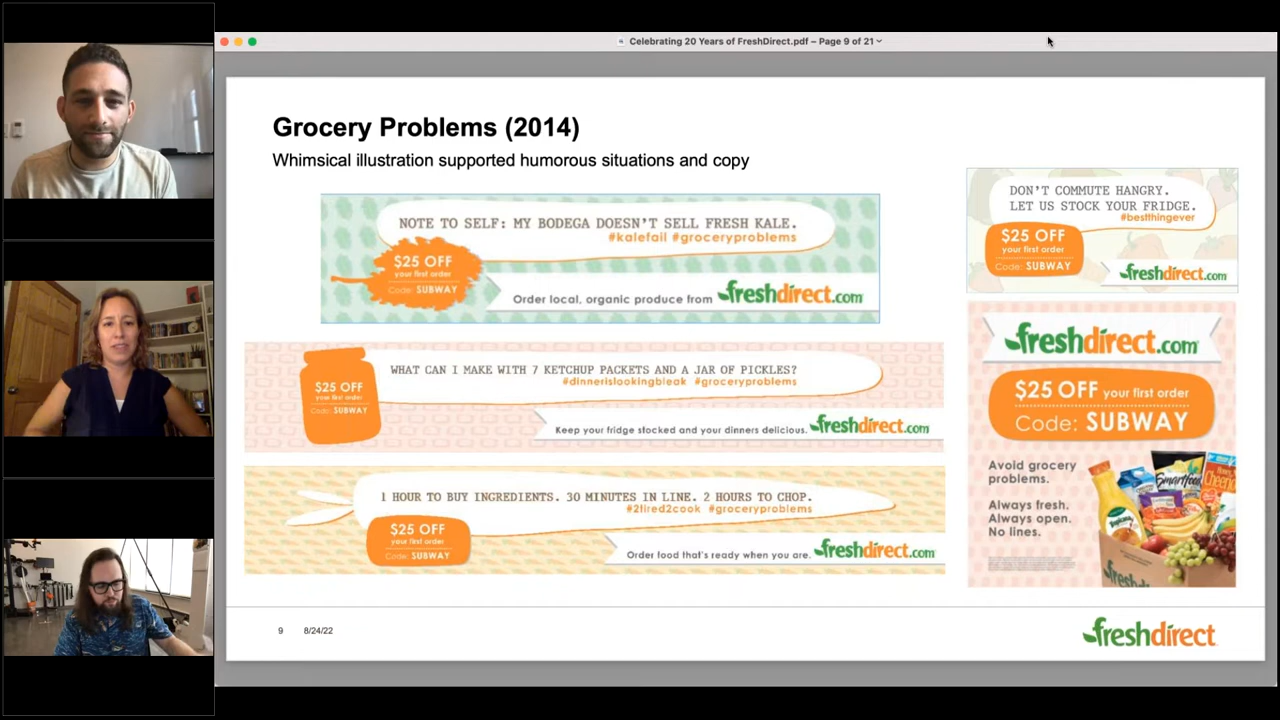 Celebrating 20 Years of FreshDirect.pdf – Page 9 of 21
Grocery Problems (2014)
Whimsical illustration supported humorous situations and copy
NOTE TO SELF: MY BODEGA DOESN'T SELL FRESH KALE.
#kalefail #groceryproblems
$25 OFF
your first order
Code: SUBWAY
Order local, organic produce from freshdirect.com
WHAT CAN I MAKE WITH 7 KETCHUP PACKETS AND A JAR OF PICKLES?
#dinnerislookingbleak #groceryproblems
$25 OFF
your first order
Code: SUBWAY
Keep your fridge stocked and your dinners delicious. freshdirect.com
1 HOUR TO BUY INGREDIENTS. 30 MINUTES IN LINE. 2 HOURS TO CHOP.
#2tired2cook #groceryproblems
$25 OFF
your first order
Code: SUBWAY
Order food that's ready when you are. freshdirect.com
DON'T COMMUTE HANGRY.
LET US STOCK YOUR FRIDGE.
#bestthingever
$25 OFF
your first order
Code: SUBWAY
freshdirect.com
freshdirect.com
$25 OFF your first order
Code: SUBWAY
Avoid grocery
problems.
Always fresh.
Always open.
No lines.
Tropicana
Smartfood
freshdirect
9 8/24/22
freshdirect